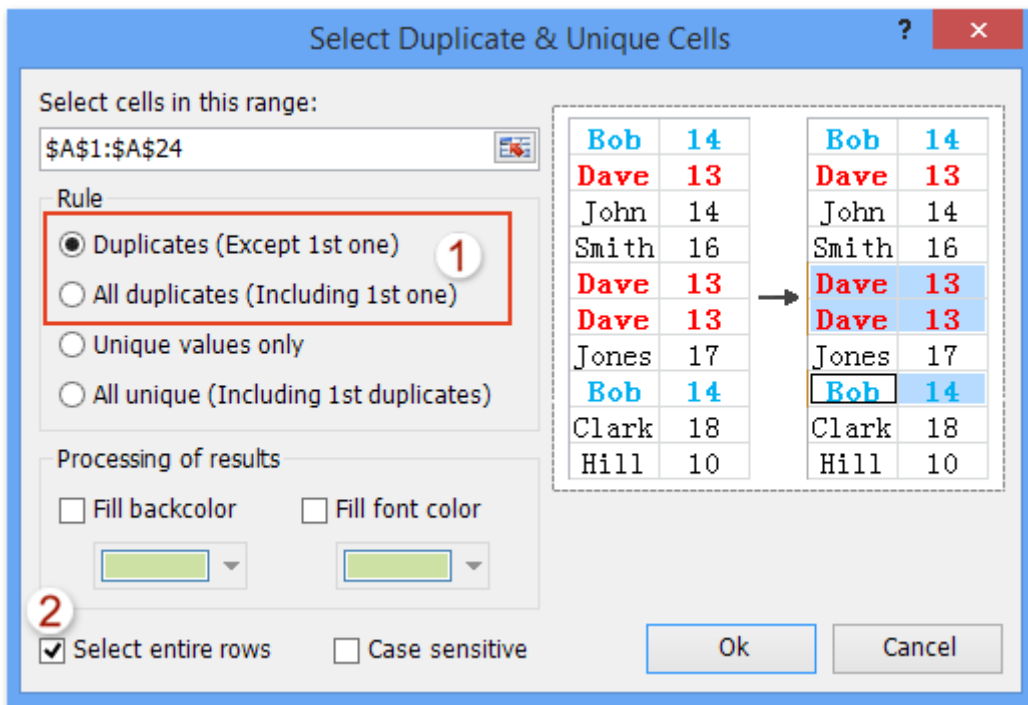 Select Duplicate & Unique Cells
?
×
Select cells in this range:
$A$1:$A$24
Rule
Duplicates (Except 1st one)
1
All duplicates (Including 1st one)
Unique values only
All unique (Including 1st duplicates)
Processing of results
Fill backcolor
Fill font color
2
Select entire rows
Case sensitive
Bob 14
Dave 13
John 14
Smith 16
Dave 13
Dave 13
Jones 17
Bob 14
Clark 18
Hill 10
Bob 14
Dave 13
John 14
Smith 16
Dave 13
Dave 13
Jones 17
Bob 14
Clark 18
Hill 10
Ok
Cancel